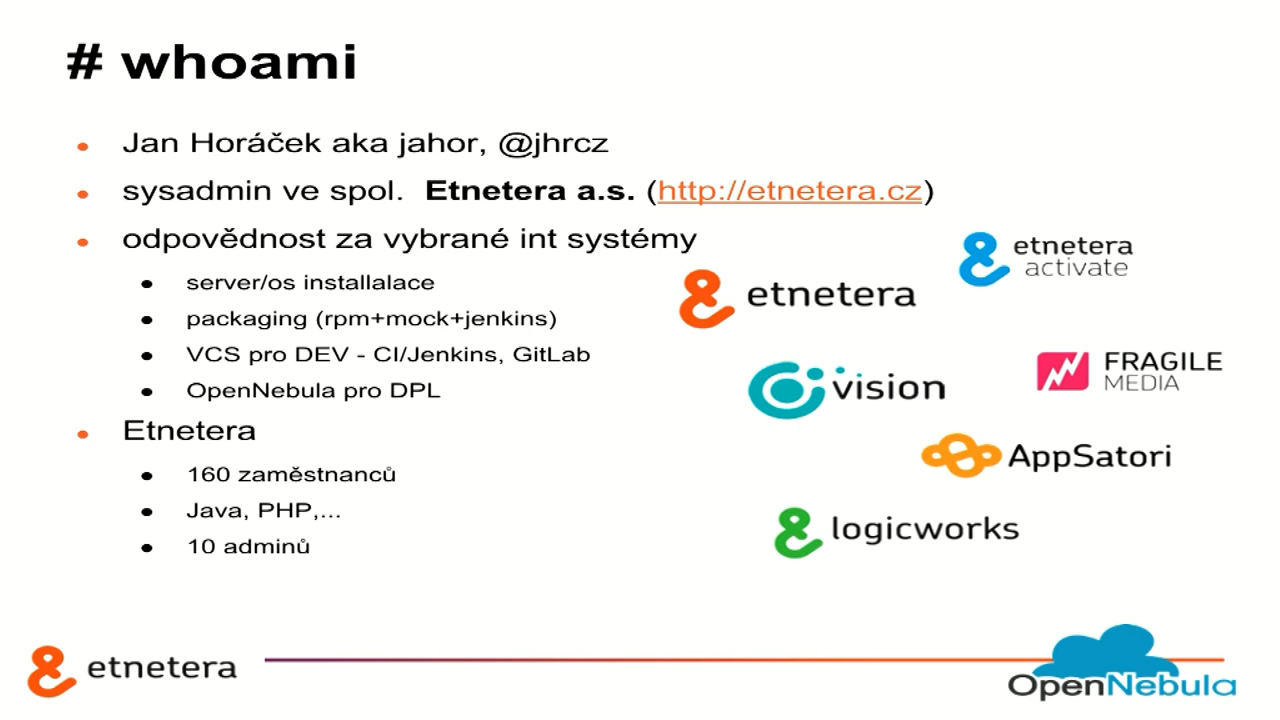 # whoami
Jan Horáček aka jahor, @jhrcz
sysadmin ve spol. Etnetera a.s. (http://etnetera.cz)
odpovědnost za vybrané int systémy
server/os installalace
packaging (rpm+mock+jenkins)
VCS pro DEV - CI/Jenkins, GitLab
OpenNebula pro DPL
Etnetera
160 zaměstnanců
Java, PHP,...
10 adminů
etnetera
activate
etnetera
vision
FRAGILE
MEDIA
AppSatori
logicworks
etnetera
OpenNebula